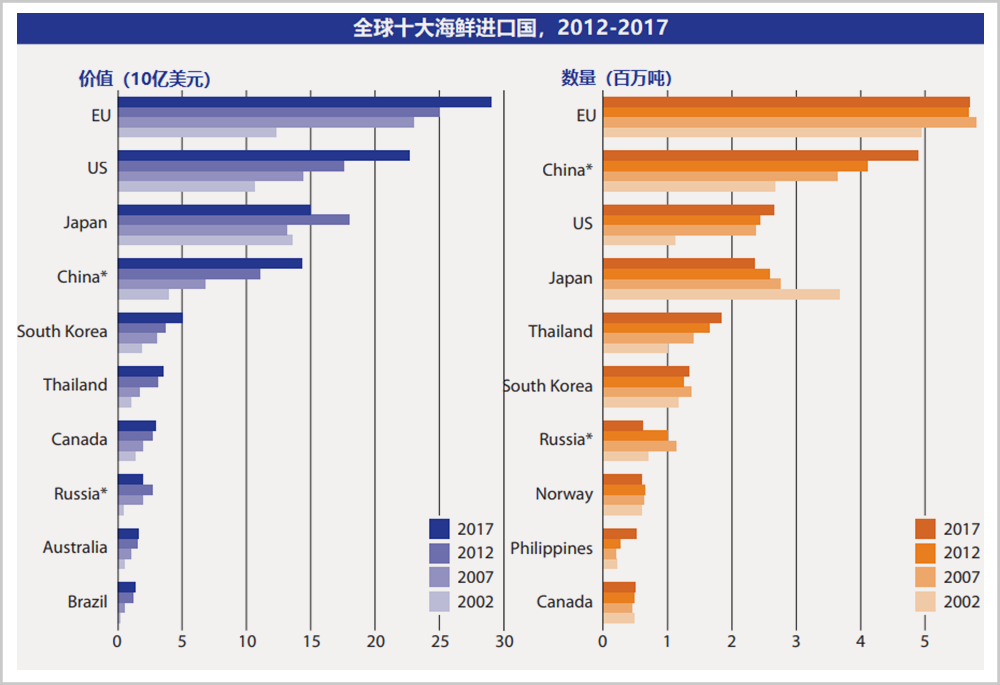 全球十大海鲜进口国，2012-2017
价值（10亿美元）
EU
US
Japan
China*
South Korea
Thailand
Canada
Russia*
Australia
Brazil
2017
2012
2007
2002
0 5 10 15 20 25 30
数量（百万吨）
EU
China*
US
Japan
Thailand
South Korea
Russia*
Norway
Philippines
Canada
2017
2012
2007
2002
0 1 2 3 4 5